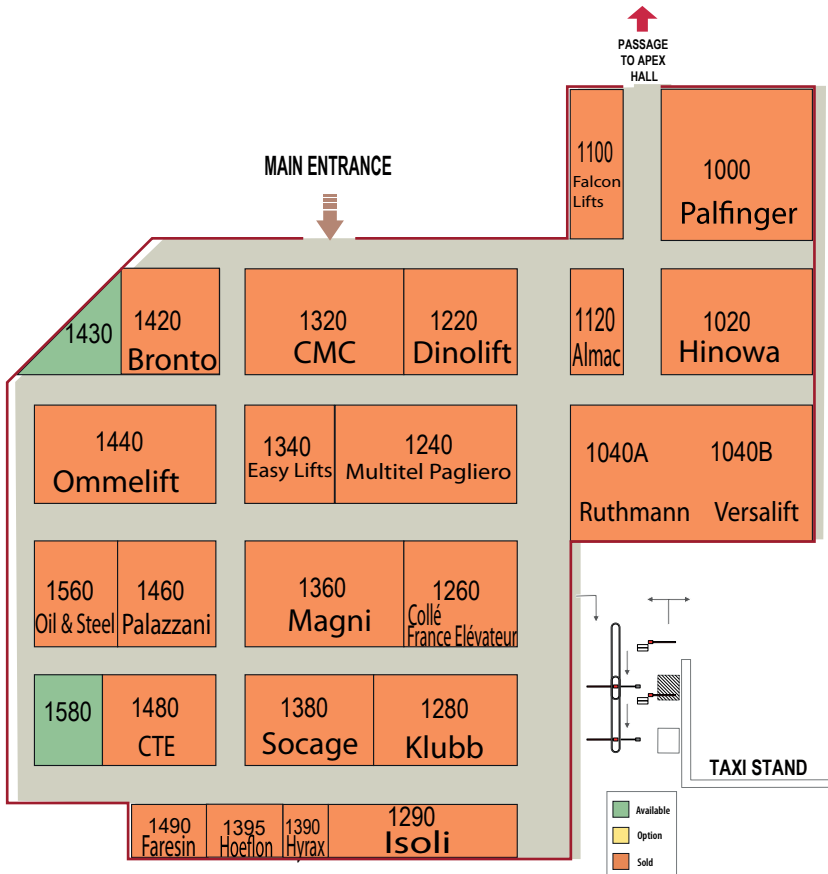 PASSAGE
TO APEX
HALL
MAIN ENTRANCE
1100
Falcon
Lifts
1000
Palfinger
1430
1420
Bronto
1320
CMC
1220
Dinolift
1120
Almac
1020
Hinowa
1440
Ommelift
1340
Easy Lifts
1240
Multitel Pagliero
1040A
Ruthmann
1040B
Versalift
1560
Oil & Steel
1460
Palazzani
1360
Magni
1260
Collé
France Elévateur
1580
1480
CTE
1380
Socage
1280
Klubb
TAXI STAND
1490
Faresin
1395
Hoeflon
1390
Hyrax
1290
Isoli
Available
Option
Sold